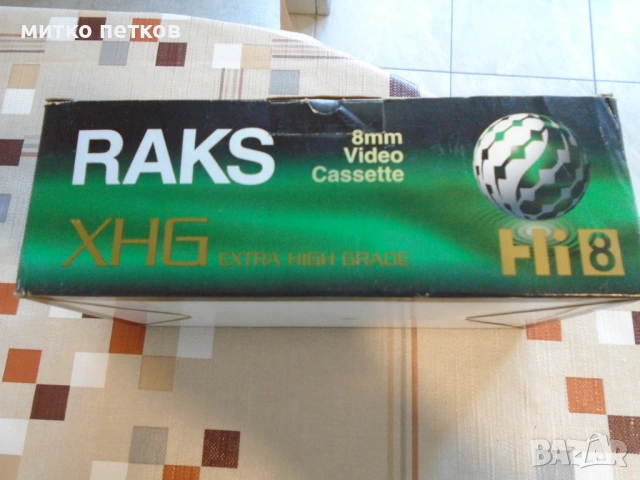 митко петков
RAKS
8mm
Video
Cassette
XHG EXTRA HIGH GRADE
Hi8
BAZAR